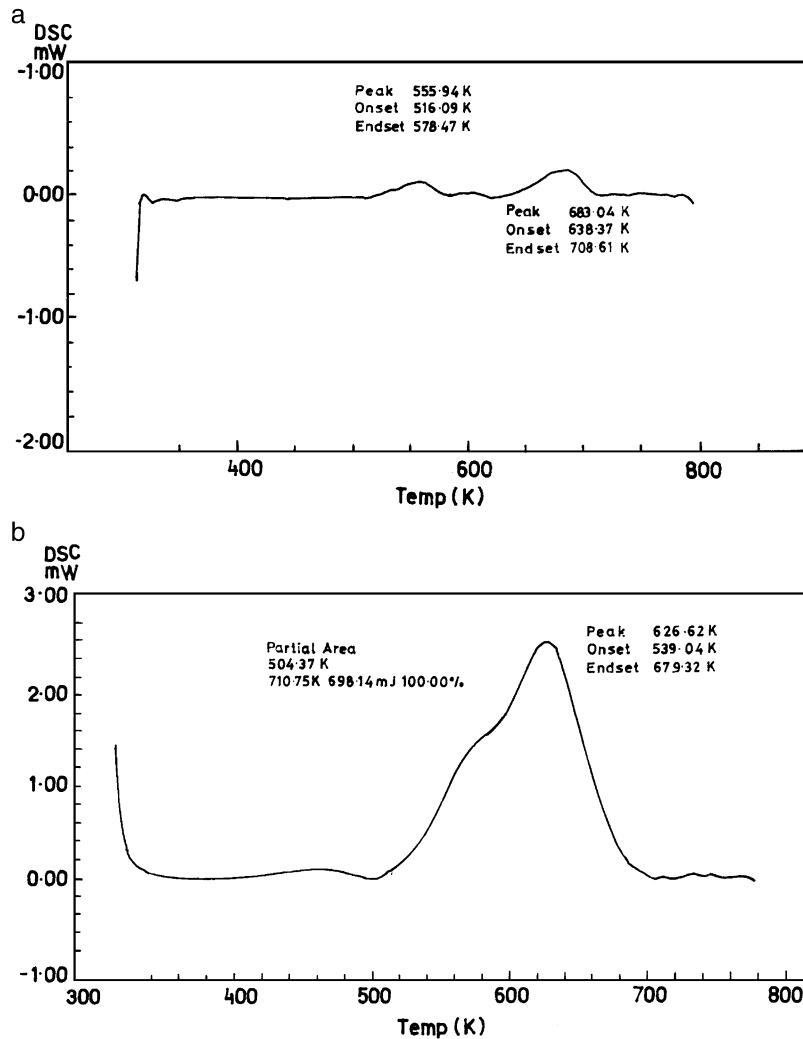 a
DSC
mW
-1·00
Peak 555·94 K
Onset 516·09 K
Endset 578·47 K
0·00
Peak 683·04 K
Onset 638·37 K
Endset 708·61 K
-1·00
-2·00
400 600 800
Temp (K)
b
DSC
mW
3·00
Peak 626·62 K
Onset 539·04 K
Endset 679·32 K
Partial Area
504·37 K
710·75K 698·14mJ 100·00%
2·00
1·00
0·00
-1·00
300 400 500 600 700 800
Temp (K)